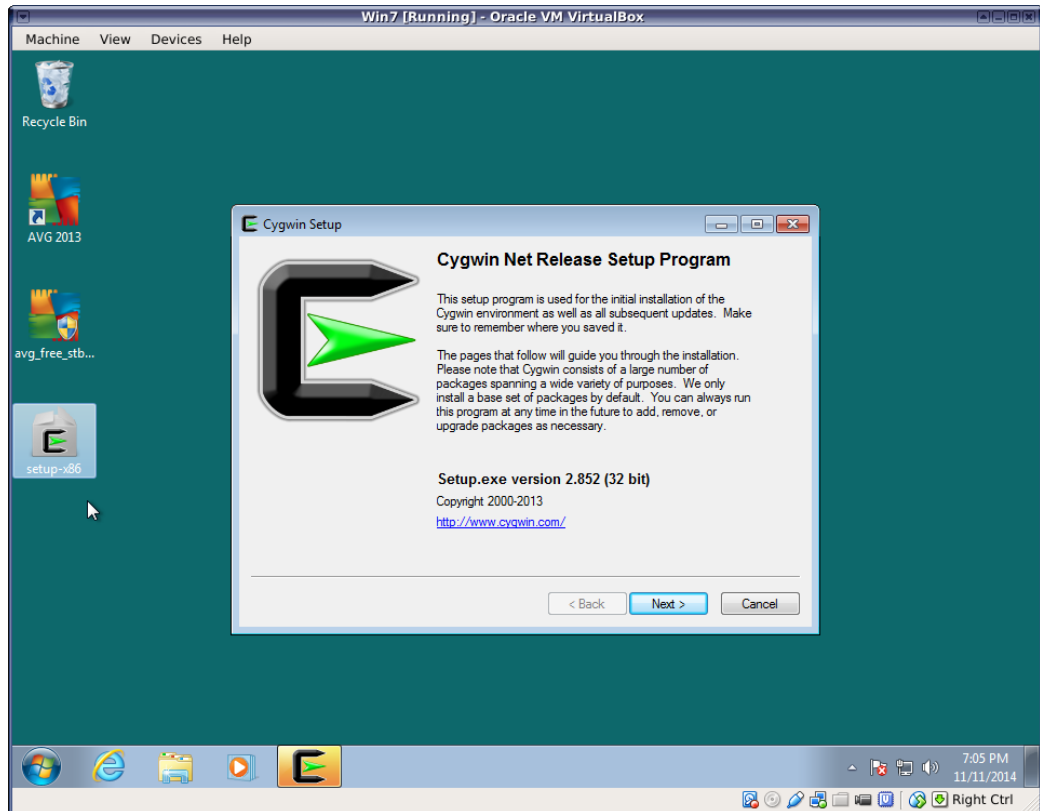 Win7 [Running] - Oracle VM VirtualBox
Machine View Devices Help
Recycle Bin
AVG 2013
avg_free_stb...
setup-x86
Cygwin Setup
Cygwin Net Release Setup Program
This setup program is used for the initial installation of the
Cygwin environment as well as all subsequent updates. Make
sure to remember where you saved it.
The pages that follow will guide you through the installation.
Please note that Cygwin consists of a large number of
packages spanning a wide variety of purposes. We only
install a base set of packages by default. You can always run
this program at any time in the future to add, remove, or
upgrade packages as necessary.
Setup.exe version 2.852 (32 bit)
Copyright 2000-2013
http://www.cygwin.com/
< Back Next > Cancel
7:05 PM
11/11/2014
Right Ctrl